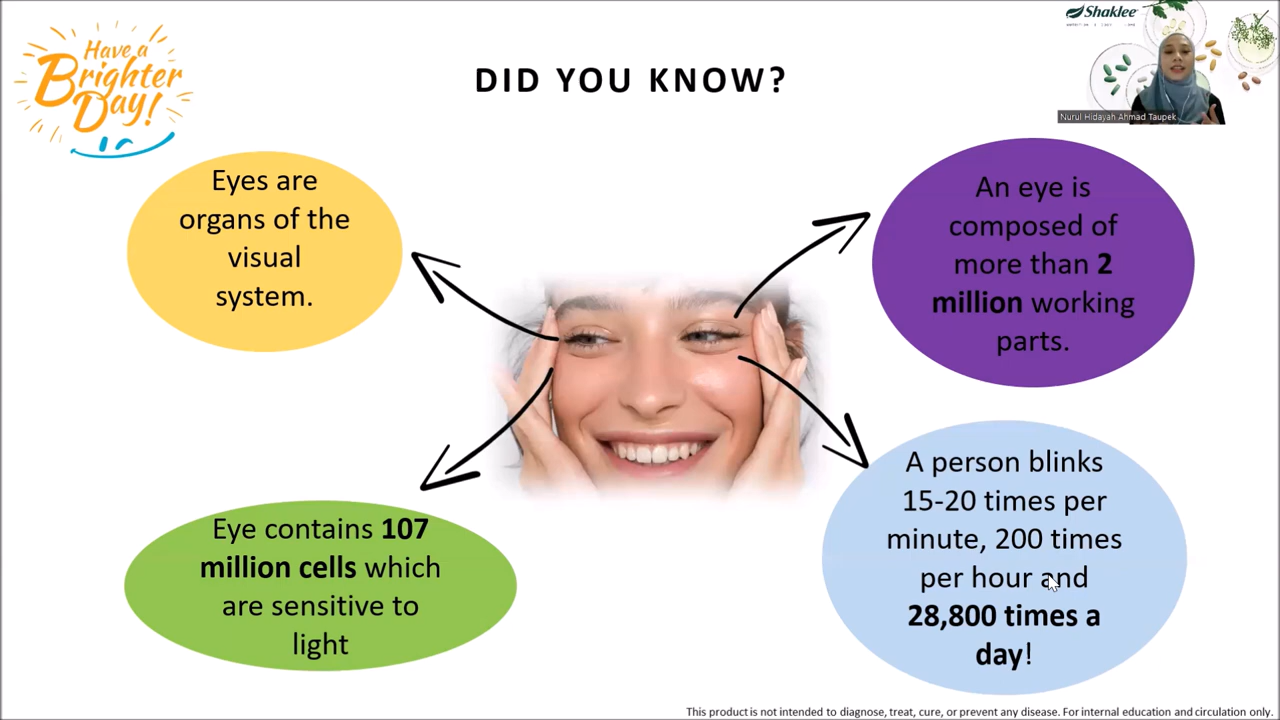 Have a
Brighter
Day!
DID YOU KNOW?
Shaklee
Nurul Hidayah Ahmad Taupek
Eyes are
organs of the
visual
system.
An eye is
composed of
more than 2
million working
parts.
Eye contains 107
million cells which
are sensitive to
light
A person blinks
15-20 times per
minute, 200 times
per hour and
28,800 times a
day!
This product is not intended to diagnose, treat, cure, or prevent any disease. For internal education and circulation only.